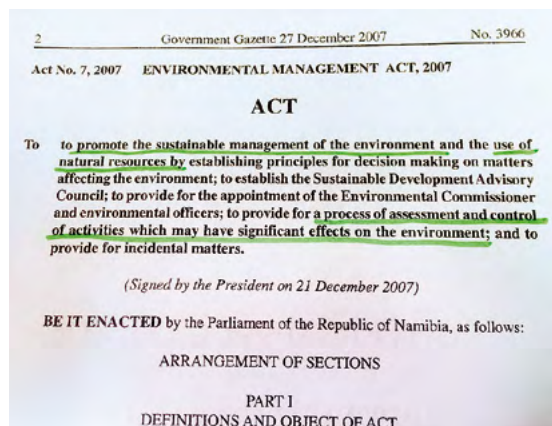 2 Government Gazette 27 December 2007 No. 3966
Act No. 7, 2007 ENVIRONMENTAL MANAGEMENT ACT, 2007
ACT
To to promote the sustainable management of the environment and the use of
natural resources by establishing principles for decision making on matters
affecting the environment; to establish the Sustainable Development Advisory
Council; to provide for the appointment of the Environmental Commissioner
and environmental officers; to provide for a process of assessment and control
of activities which may have significant effects on the environment; and to
provide for incidental matters.
(Signed by the President on 21 December 2007)
BE IT ENACTED by the Parliament of the Republic of Namibia, as follows:
ARRANGEMENT OF SECTIONS
PART I
DEFINITIONS AND OBJECT OF ACT